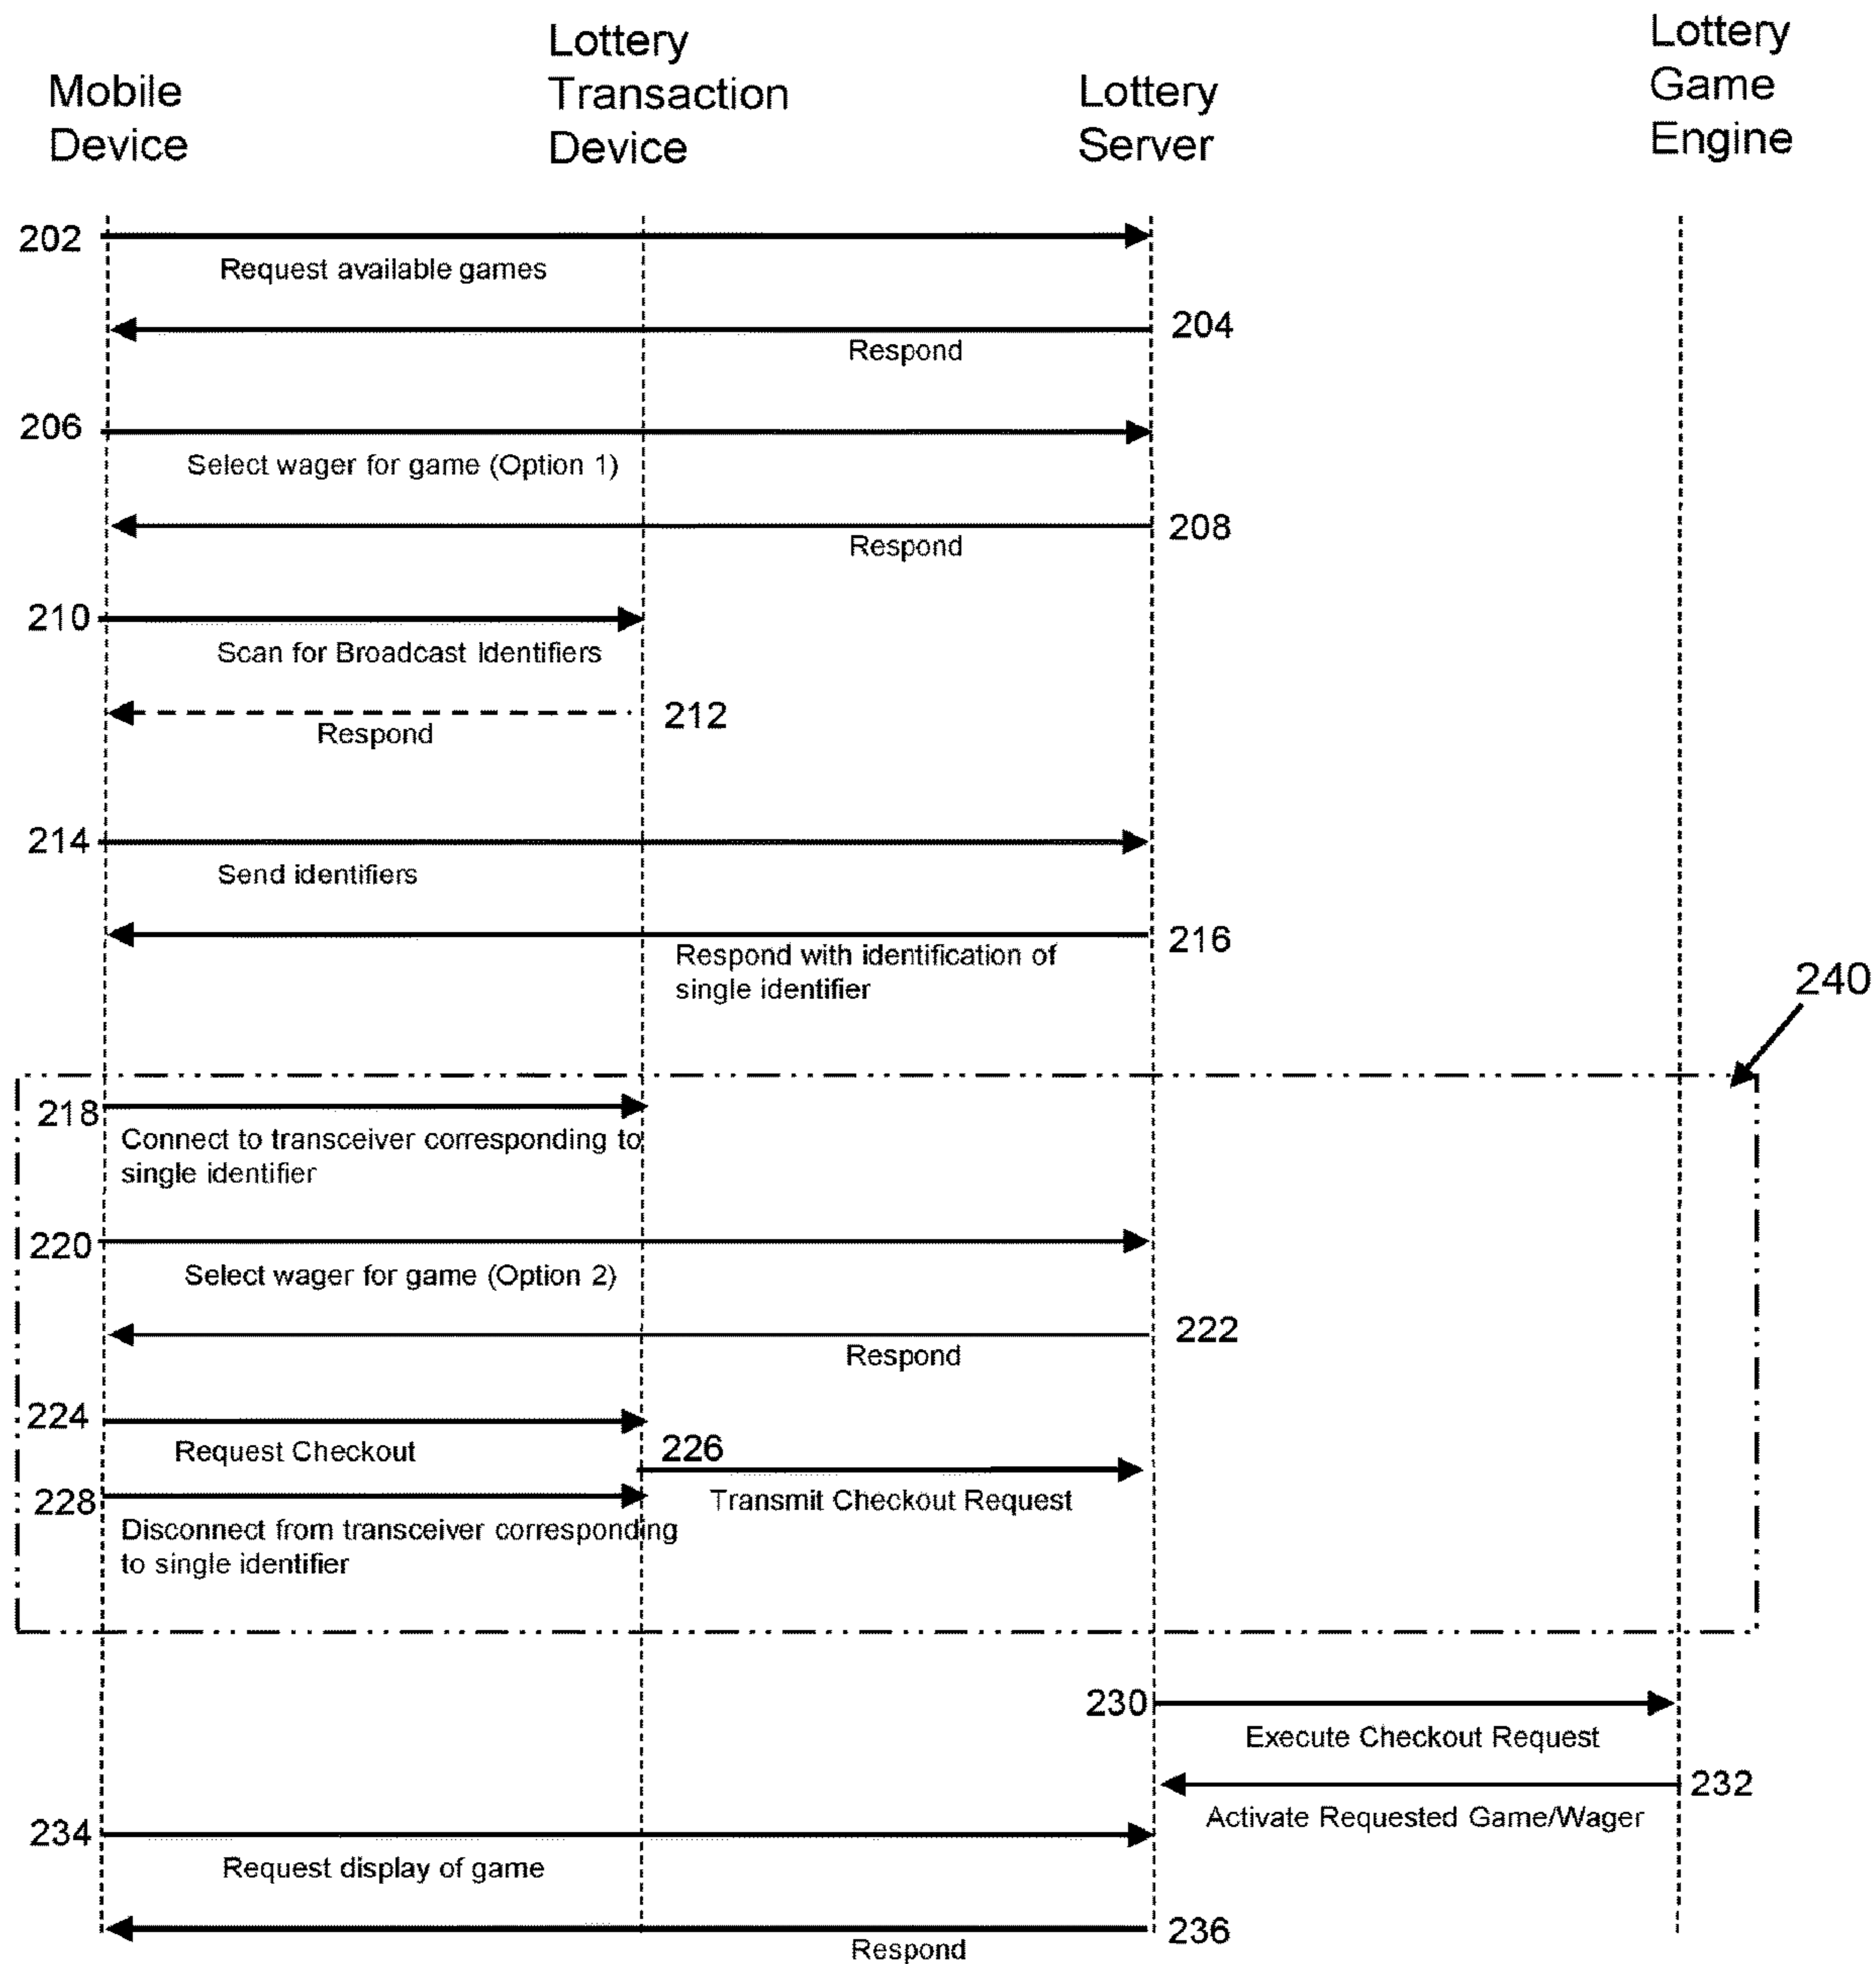 Mobile
Device
Lottery
Transaction
Device
Lottery
Server
Lottery
Game
Engine
202
Request available games
204
Respond
206
Select wager for game (Option 1)
208
Respond
210
Scan for Broadcast Identifiers
212
Respond
214
Send identifiers
216
Respond with identification of
single identifier
240
218
Connect to transceiver corresponding to
single identifier
220
Select wager for game (Option 2)
222
Respond
224
Request Checkout
226
Transmit Checkout Request
228
Disconnect from transceiver corresponding
to single identifier
230
Execute Checkout Request
232
Activate Requested Game/Wager
234
Request display of game
236
Respond